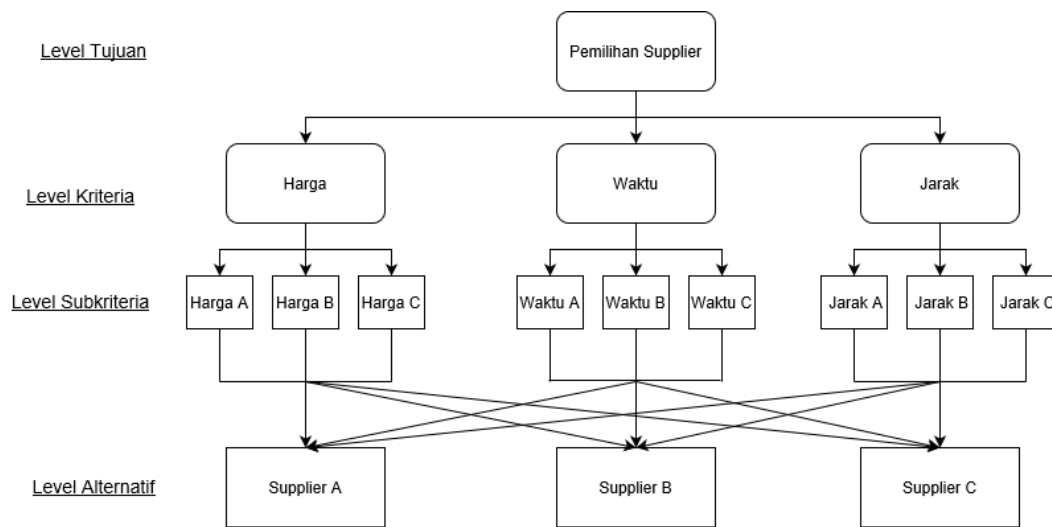 Level Tujuan
Pemilihan Supplier
Level Kriteria
Harga
Waktu
Jarak
Level Subkriteria
Harga A
Harga B
Harga C
Waktu A
Waktu B
Waktu C
Jarak A
Jarak B
Jarak C
Level Alternatif
Supplier A
Supplier B
Supplier C